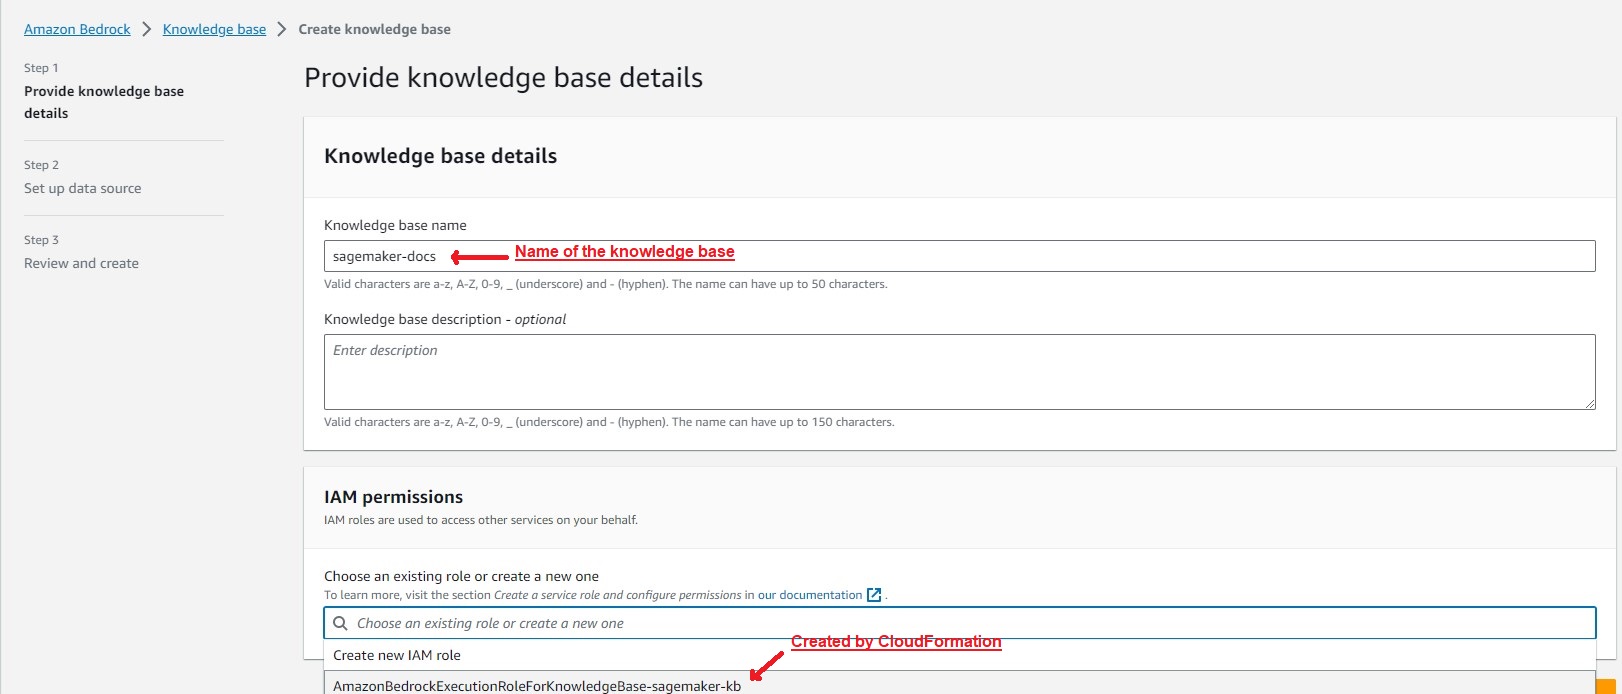 Amazon Bedrock > Knowledge base > Create knowledge base
Step 1
Provide knowledge base
details
Step 2
Set up data source
Step 3
Review and create
Provide knowledge base details
Knowledge base details
Knowledge base name
sagemaker-docs
Name of the knowledge base
Valid characters are a-z, A-Z, 0-9, _ (underscore) and - (hyphen). The name can have up to 50 characters.
Knowledge base description - optional
Enter description
Valid characters are a-z, A-Z, 0-9, _ (underscore) and - (hyphen). The name can have up to 150 characters.
IAM permissions
IAM roles are used to access other services on your behalf.
Choose an existing role or create a new one
To learn more, visit the section Create a service role and configure permissions in our documentation .
Choose an existing role or create a new one
Created by CloudFormation
Create new IAM role
AmazonBedrockExecutionRoleForKnowledgeBase-sagemaker-kb